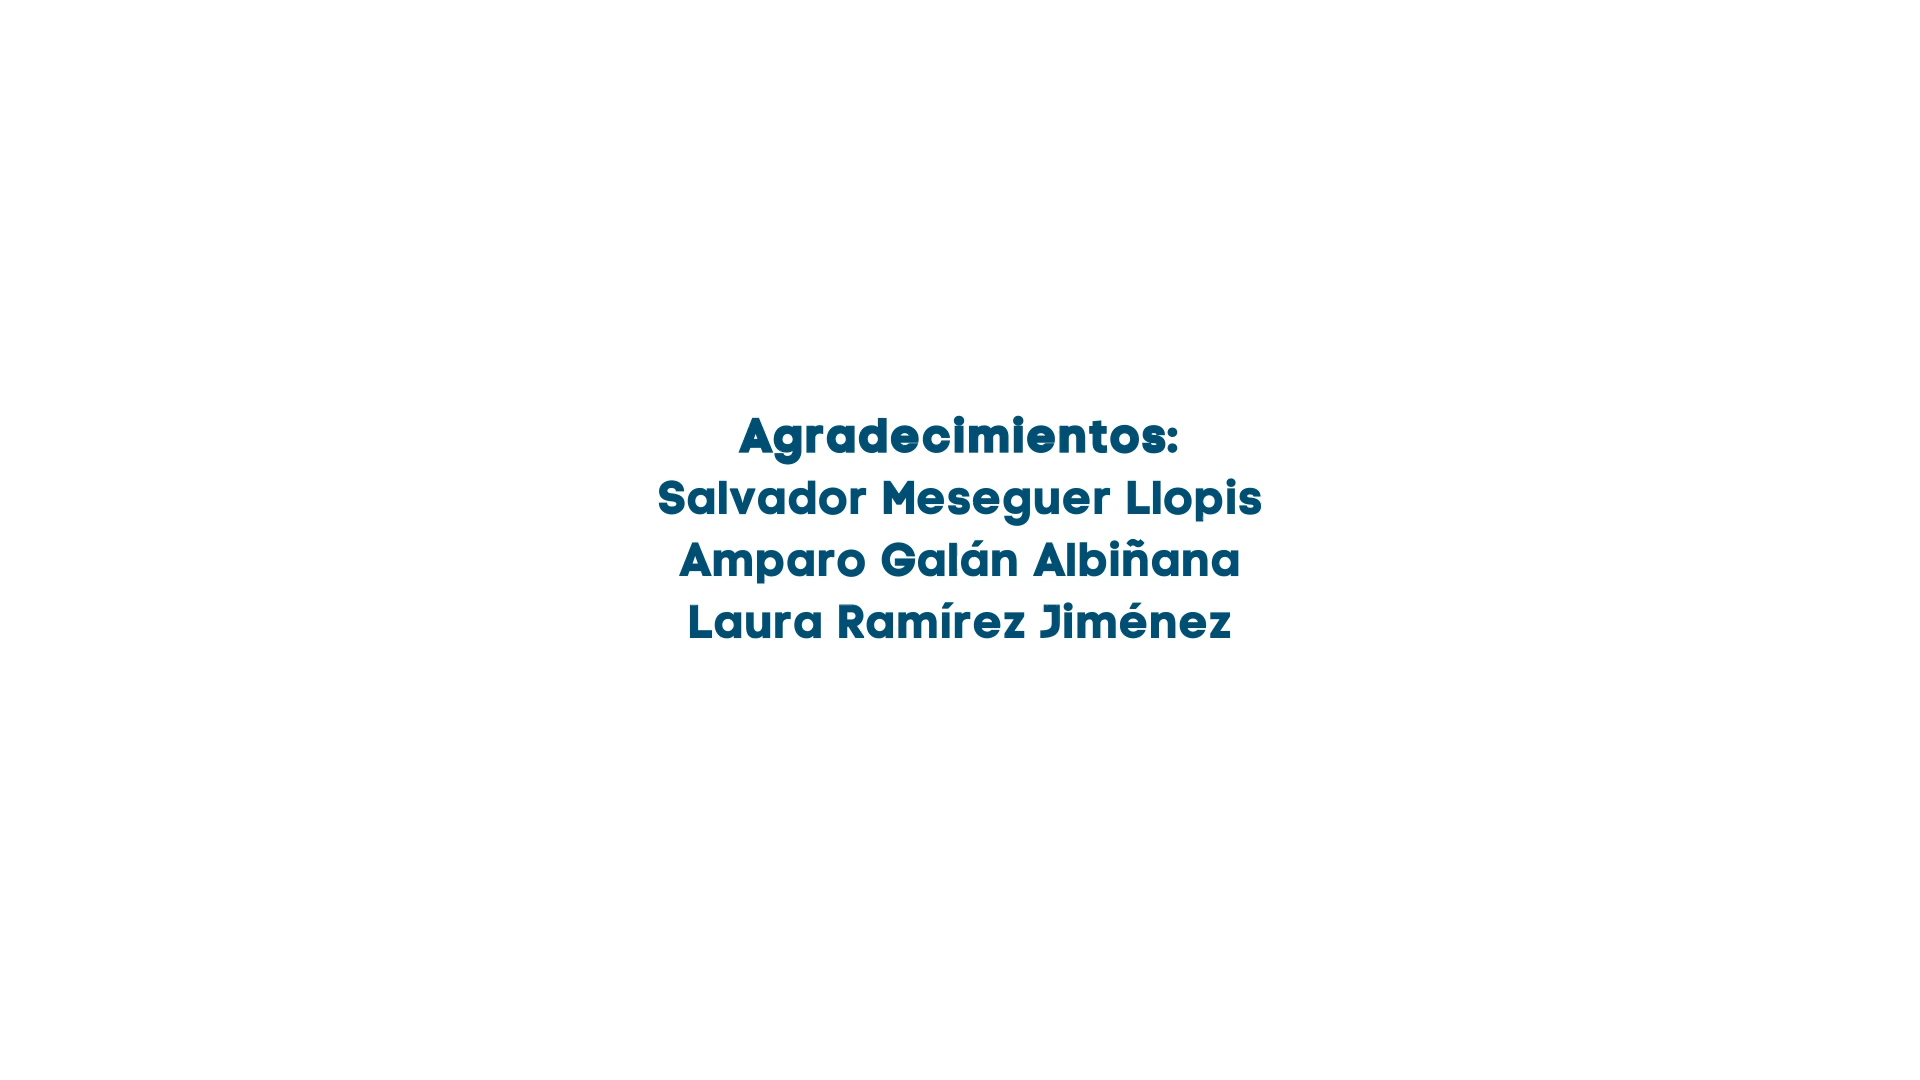 Agradecimientos:
Salvador Meseguer Llopis
Amparo Galán Albiñana
Laura Ramírez Jiménez